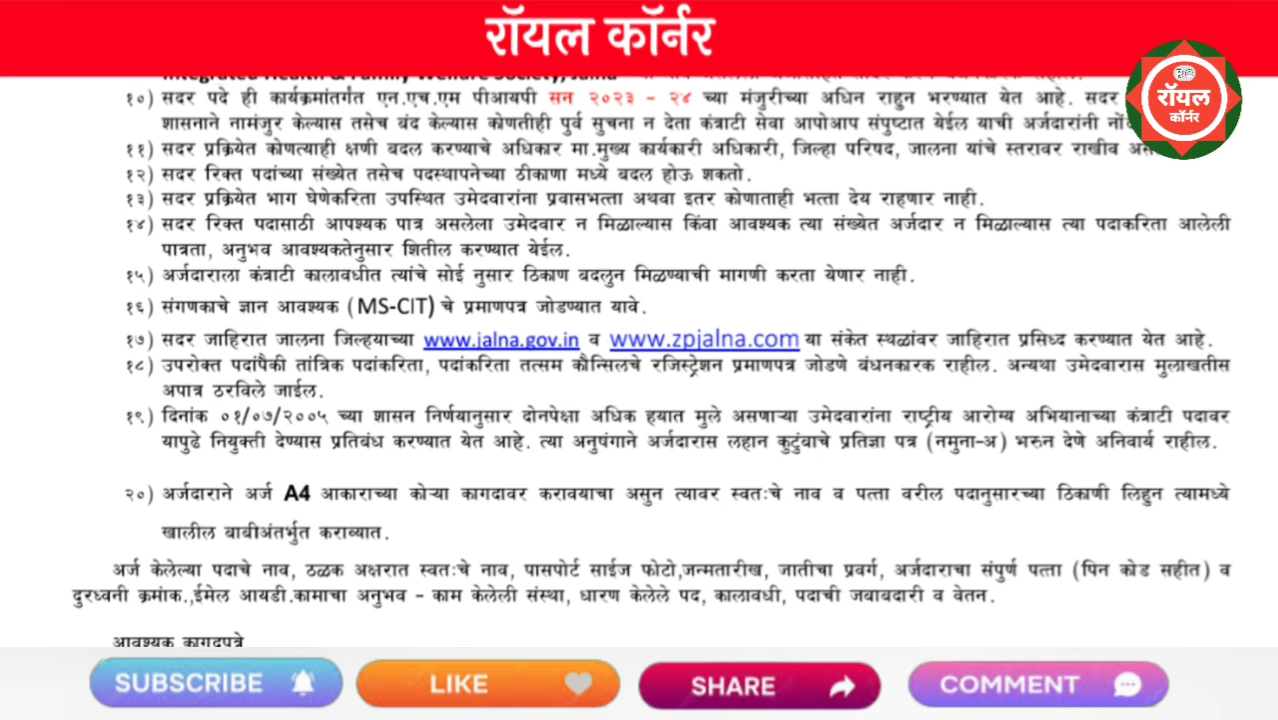 रॉयल कॉर्नर
Integrated Health & Family Welfare Society, Jalna
१०) सदर पदे ही कार्यक्रमांतर्गत एन.एच.एम पीआयपी सन २०२३ - २४ च्या मंजुरीच्या अधिन राहुन भरण्यात येत आहे. सदर
शासनाने नामंजुर केल्यास तसेच बंद केल्यास कोणतीही पुर्व सुचना न देता कंत्राटी सेवा आपोआप संपुष्टात येईल याची अर्जदारांनी
रॉयल
कॉर्नर
११) सदर प्रक्रियेत कोणत्याही क्षणी बदल करण्याचे अधिकार मा.मुख्य कार्यकारी अधिकारी, जिल्हा परिषद, जालना यांचे स्तरावर राखीव
१२) सदर रिक्त पदांच्या संख्येत तसेच पदस्थापनेच्या ठीकाणा मध्ये बदल होऊ शकतो.
१३) सदर प्रक्रियेत भाग घेणेकरिता उपस्थित उमेदवारांना प्रवासभत्ता अथवा इतर कोणाताही भत्ता देय राहणार नाही.
१४) सदर रिक्त पदासाठी आपश्यक पात्र असलेला उमेदवार न मिळाल्यास किंवा आवश्यक त्या संख्येत अर्जदार न मिळाल्यास त्या पदाकरिता आलेली
पात्रता, अनुभव आवश्यकतेनुसार शितील करण्यात येईल.
१५) अर्जदाराला कंत्राटी कालावधीत त्यांचे सोई नुसार ठिकाण बदलुन मिळण्याची मागणी करता येणार नाही.
१६) संगणकाचे ज्ञान आवश्यक (MS-CIT) चे प्रमाणपत्र जोडण्यात यावे.
१७) सदर जाहिरात जालना जिल्हयाच्या www.jalna.gov.in व www.zpjalna.com या संकेत स्थळांवर जाहिरात प्रसिध्द करण्यात येत आहे.
१८) उपरोक्त पदांपैकी तांत्रिक पदांकरिता, पदांकरिता तत्सम कौन्सिलचे रजिस्ट्रेशन प्रमाणपत्र जोडणे बंधनकारक राहील. अन्यथा उमेदवारास मुलाखतीस
अपात्र ठरविले जाईल.
१९) दिनांक ०१/०७/२००५ च्या शासन निर्णयानुसार दोनपेक्षा अधिक हयात मुले असणाऱ्या उमेदवारांना राष्ट्रीय आरोग्य अभियानाच्या कंत्राटी पदावर
यापुढे नियुक्ती देण्यास प्रतिबंध करण्यात येत आहे. त्या अनुषंगाने अर्जदारास लहान कुटुंबाचे प्रतिज्ञा पत्र (नमुना-अ) भरुन देणे अनिवार्य राहील.
२०) अर्जदाराने अर्ज A4 आकाराच्या कोऱ्या कागदावर करावयाचा असुन त्यावर स्वतःचे नाव व पत्ता वरील पदानुसारच्या ठिकाणी लिहुन त्यामध्ये
खालील बाबीअंतर्भुत कराव्यात.
अर्ज केलेल्या पदाचे नाव, ठळक अक्षरात स्वतःचे नाव, पासपोर्ट साईज फोटो,जन्मतारीख, जातीचा प्रवर्ग, अर्जदाराचा संपुर्ण पत्ता (पिन कोड सहीत) व
दुरध्वनी क्रमांक.,ईमेल आयडी.कामाचा अनुभव - काम केलेली संस्था, धारण केलेले पद, कालावधी, पदाची जबाबदारी व वेतन.
आवश्यक कागदपत्रे
SUBSCRIBE LIKE SHARE COMMENT